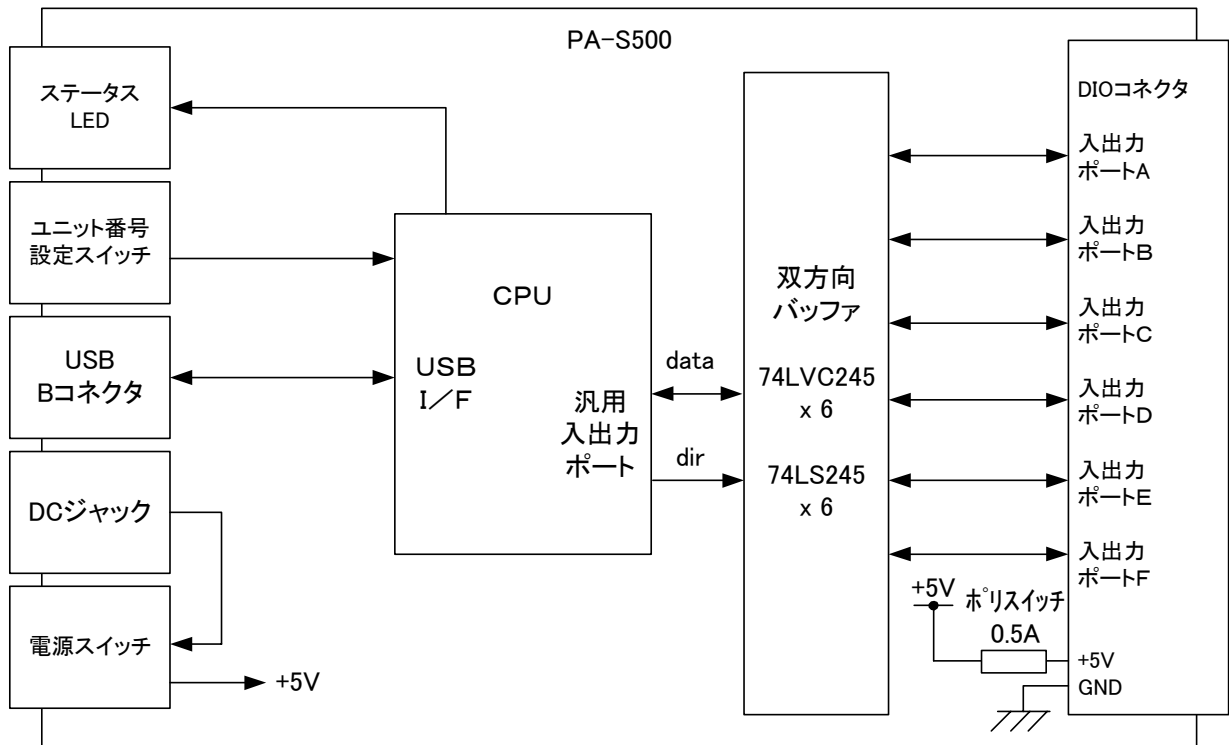 PA-S500
ステータス
LED
ユニット番号
設定スイッチ
USB
Bコネクタ
DCジャック
電源スイッチ
+5V
CPU
USB
I/F
汎用
入出力
ポート
data
dir
双方向
バッファ
74LVC245
x 6
74LS245
x 6
DIOコネクタ
入出力
ポートA
入出力
ポートB
入出力
ポートC
入出力
ポートD
入出力
ポートE
入出力
ポートF
+5V
ポリスイッチ
0.5A
+5V
GND